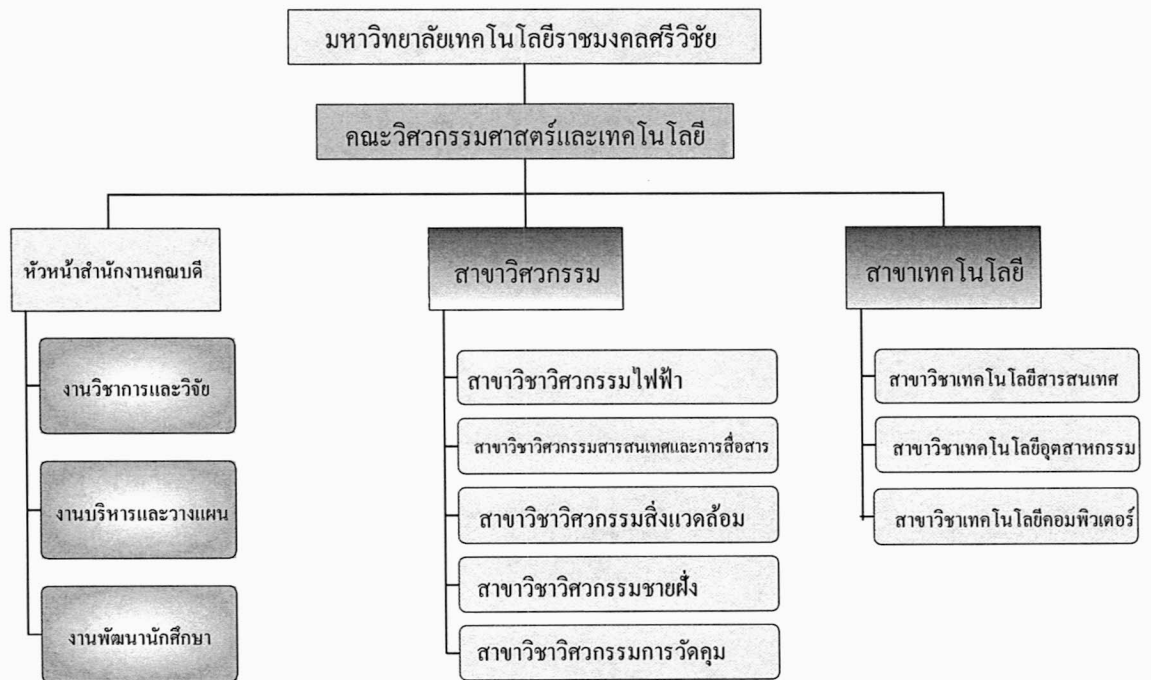 มหาวิทยาลัยเทคโนโลยีราชมงคลศรีวิชัย
คณะวิศวกรรมศาสตร์และเทคโนโลยี
หัวหน้าสำนักงานคณบดี
งานวิชาการและวิจัย
งานบริหารและวางแผน
งานพัฒนานักศึกษา
สาขาวิศวกรรม
สาขาวิชาวิศวกรรมไฟฟ้า
สาขาวิชาวิศวกรรมสารสนเทศและการสื่อสาร
สาขาวิชาวิศวกรรมสิ่งแวดล้อม
สาขาวิชาวิศวกรรมชายฝั่ง
สาขาวิชาวิศวกรรมการวัดคุม
สาขาเทคโนโลยี
สาขาวิชาเทคโนโลยีสารสนเทศ
สาขาวิชาเทคโนโลยีอุตสาหกรรม
สาขาวิชาเทคโนโลยีคอมพิวเตอร์